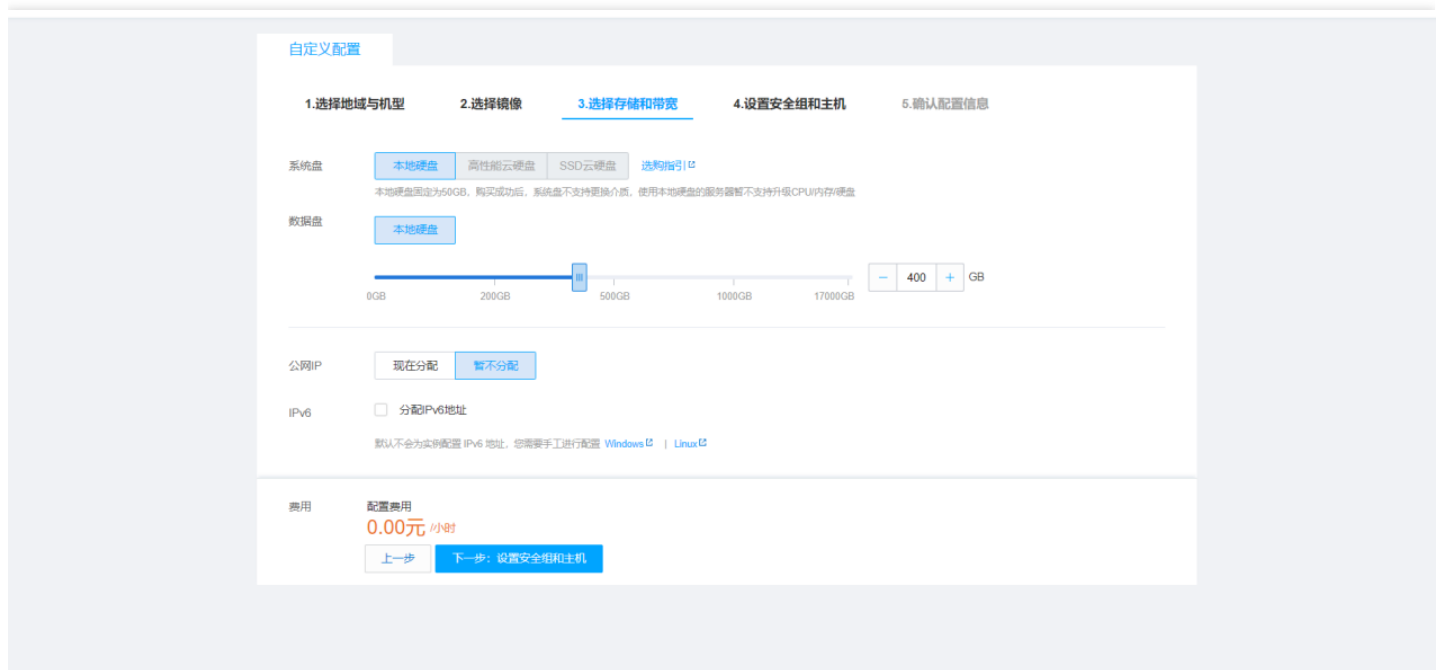 自定义配置
1.选择地域与机型 2.选择镜像 3.选择存储和带宽 4.设置安全组和主机 5.确认配置信息
系统盘 本地硬盘 高性能云硬盘 SSD云硬盘 选购指引
本地硬盘固定为50GB，购买成功后，系统盘不支持更换介质，使用本地硬盘的服务器暂不支持升级CPU/内存/硬盘
数据盘 本地硬盘
− 400 + GB
0GB 200GB 500GB 1000GB 17000GB
公网IP 现在分配 暂不分配
IPv6 分配IPv6地址
默认不会为实例配置 IPv6 地址，您需要手工进行配置 Windows | Linux
费用 配置费用
0.00元 /小时
上一步 下一步：设置安全组和主机